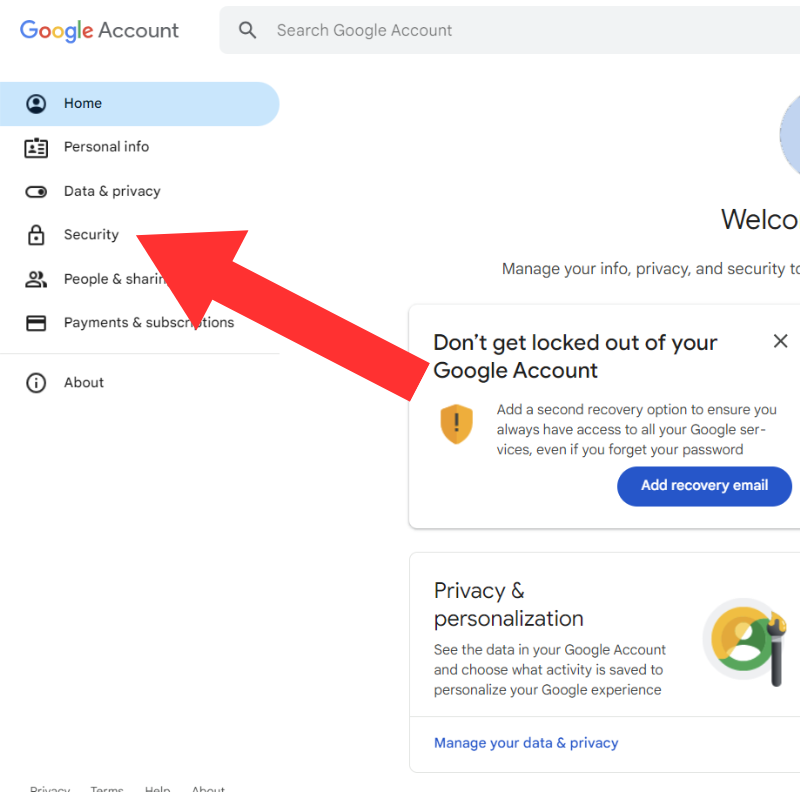 Google Account
Search Google Account
Home
Personal info
Data & privacy
Security
People & sharin
Payments & subscriptions
About
Welco
Manage your info, privacy, and security to
Don't get locked out of your
Google Account
Add a second recovery option to ensure you
always have access to all your Google ser-
vices, even if you forget your password
Add recovery email
Privacy &
personalization
See the data in your Google Account
and choose what activity is saved to
personalize your Google experience
Manage your data & privacy
Privacy Terms Help About